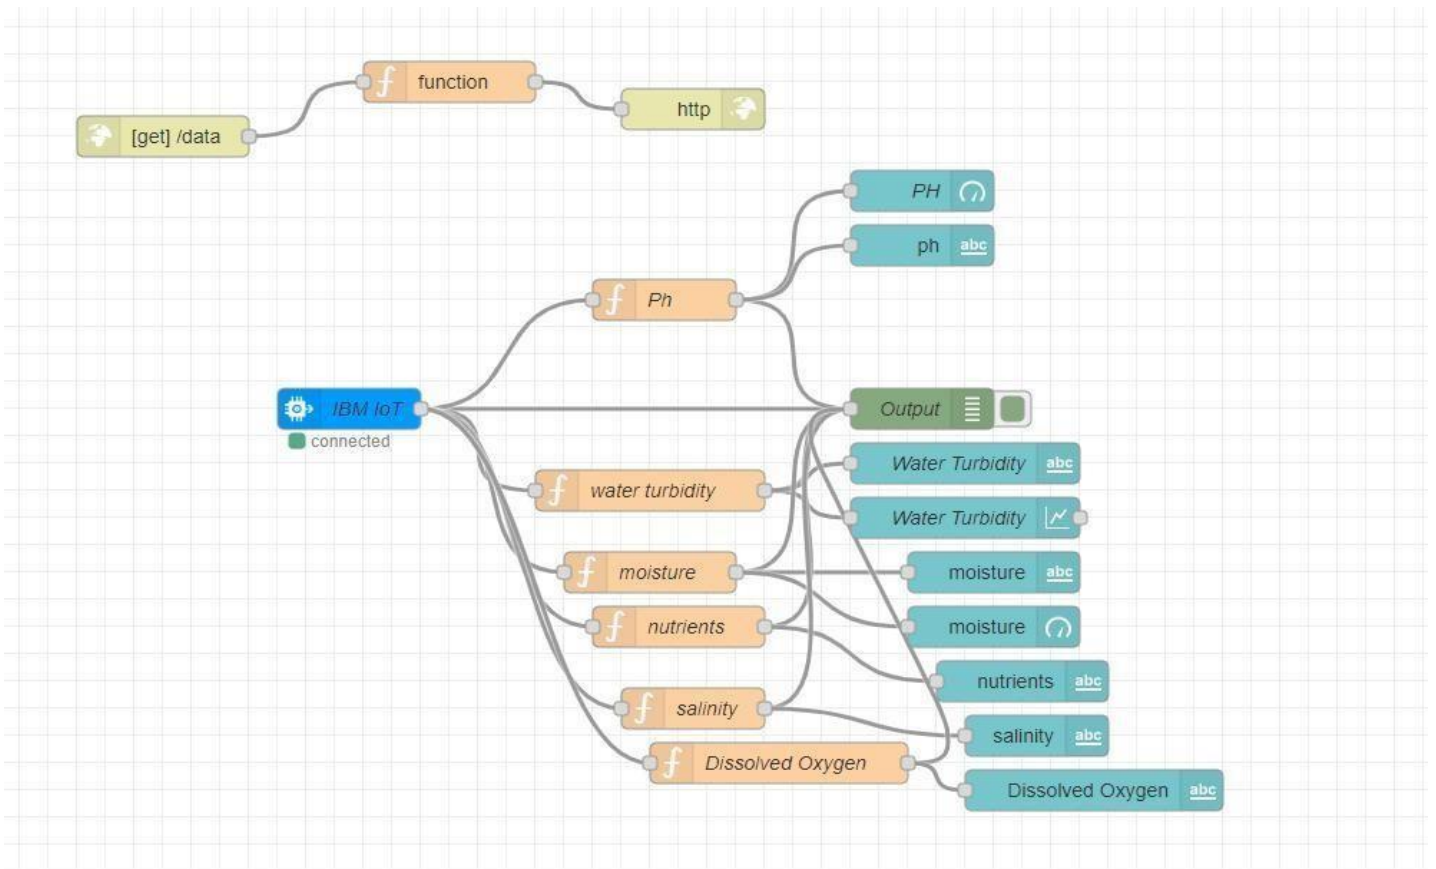 function
http
[get] /data
PH
ph abc
Ph
IBM IoT
Output
connected
Water Turbidity abc
water turbidity
Water Turbidity
moisture
moisture abc
nutrients
moisture
nutrients abc
salinity
salinity abc
Dissolved Oxygen
Dissolved Oxygen abc